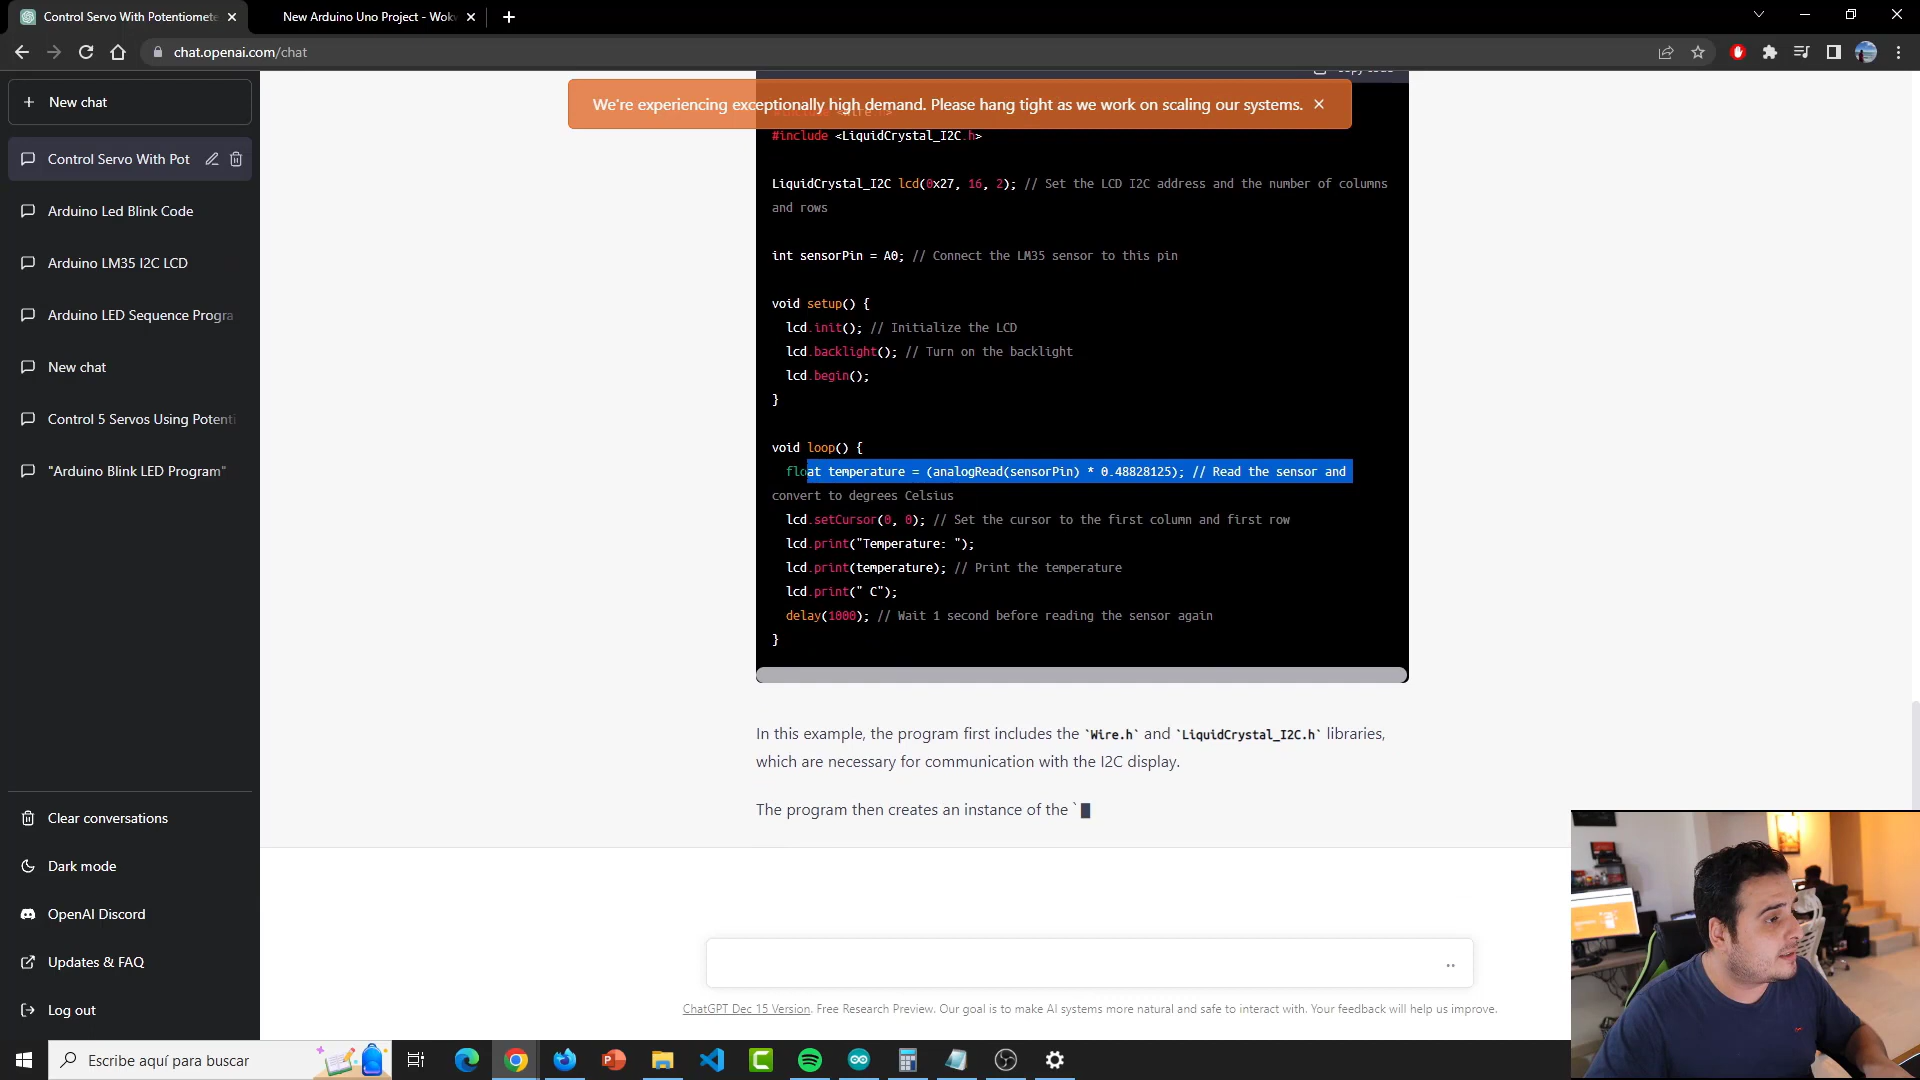 Control Servo With Potentiomete
New Arduino Uno Project - Wokw
chat.openai.com/chat
New chat
Control Servo With Pot
Arduino Led Blink Code
Arduino LM35 I2C LCD
Arduino LED Sequence Progra
New chat
Control 5 Servos Using Potenti
"Arduino Blink LED Program"
Clear conversations
Dark mode
OpenAI Discord
Updates & FAQ
Log out
We're experiencing exceptionally high demand. Please hang tight as we work on scaling our systems.
#include <Wire.h>
#include <LiquidCrystal_I2C.h>
LiquidCrystal_I2C lcd(0x27, 16, 2); // Set the LCD I2C address and the number of columns
and rows
int sensorPin = A0; // Connect the LM35 sensor to this pin
void setup() {
lcd.init(); // Initialize the LCD
lcd.backlight(); // Turn on the backlight
lcd.begin();
}
void loop() {
float temperature = (analogRead(sensorPin) * 0.48828125); // Read the sensor and
convert to degrees Celsius
lcd.setCursor(0, 0); // Set the cursor to the first column and first row
lcd.print("Temperature: ");
lcd.print(temperature); // Print the temperature
lcd.print(" C");
delay(1000); // Wait 1 second before reading the sensor again
}
In this example, the program first includes the `Wire.h` and `LiquidCrystal_I2C.h` libraries,
which are necessary for communication with the I2C display.
The program then creates an instance of the `
ChatGPT Dec 15 Version. Free Research Preview. Our goal is to make AI systems more natural and safe to interact with. Your feedback will help us improve.
Escribe aquí para buscar